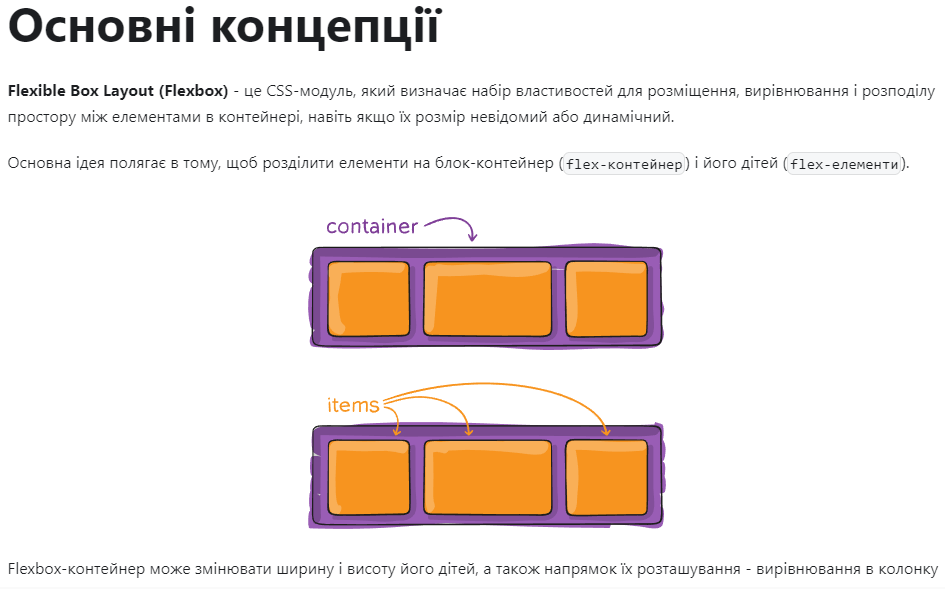 Основні концепції
Flexible Box Layout (Flexbox) - це CSS-модуль, який визначає набір властивостей для розміщення, вирівнювання і розподілу
простору між елементами в контейнері, навіть якщо їх розмір невідомий або динамічний.
Основна ідея полягає в тому, щоб розділити елементи на блок-контейнер (flex-контейнер) і його дітей (flex-елементи).
container
items
Flexbox-контейнер може змінювати ширину і висоту його дітей, а також напрямок їх розташування - вирівнювання в колонку